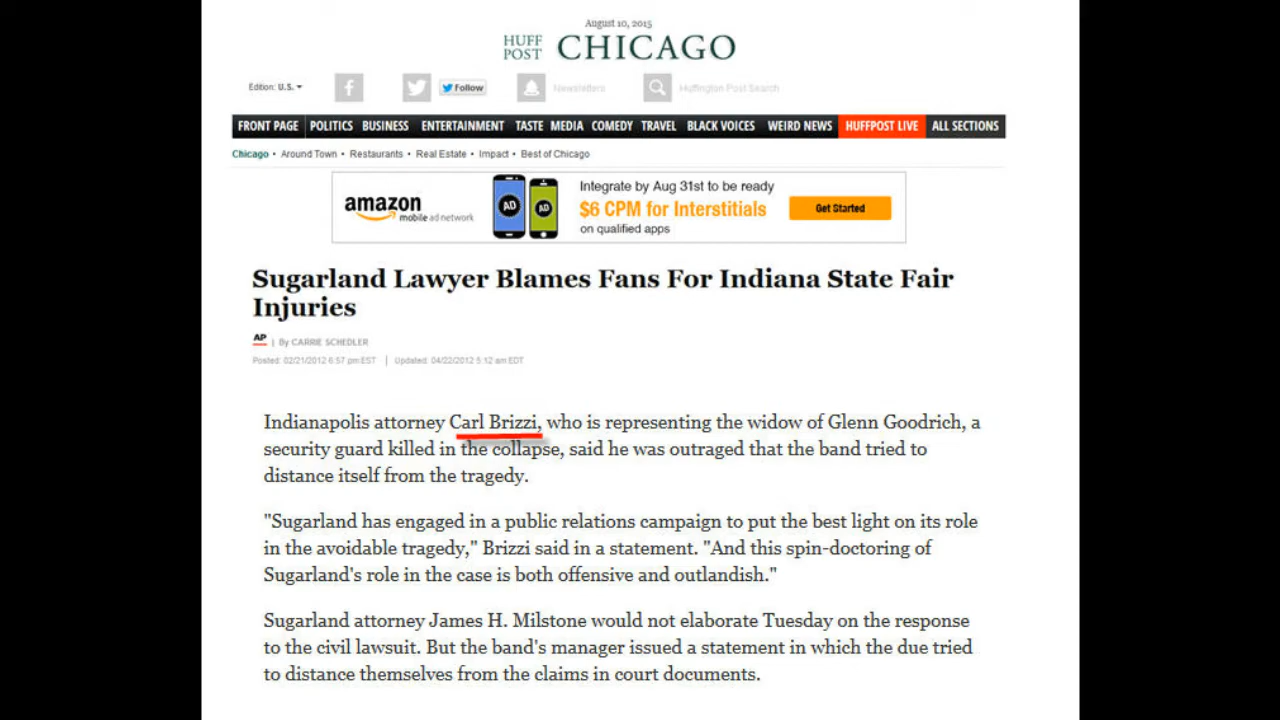 August 10, 2015
HUFF
POST
CHICAGO
Edition: U.S.
f
Follow
Newsletters
Huffington Post Search
FRONT PAGE POLITICS BUSINESS ENTERTAINMENT TASTE MEDIA COMEDY TRAVEL BLACK VOICES WEIRD NEWS HUFFPOST LIVE ALL SECTIONS
Chicago • Around Town • Restaurants • Real Estate • Impact • Best of Chicago
amazon
mobile ad network
AD
AD
Integrate by Aug 31st to be ready
$6 CPM for Interstitials
on qualified apps
Get Started
Sugarland Lawyer Blames Fans For Indiana State Fair
Injuries
AP | By CARRIE SCHEDLER
Posted: 02/21/2012 6:57 pm EST | Updated: 04/22/2012 5:12 am EDT
Indianapolis attorney Carl Brizzi, who is representing the widow of Glenn Goodrich, a
security guard killed in the collapse, said he was outraged that the band tried to
distance itself from the tragedy.
"Sugarland has engaged in a public relations campaign to put the best light on its role
in the avoidable tragedy," Brizzi said in a statement. "And this spin-doctoring of
Sugarland's role in the case is both offensive and outlandish."
Sugarland attorney James H. Milstone would not elaborate Tuesday on the response
to the civil lawsuit. But the band's manager issued a statement in which the due tried
to distance themselves from the claims in court documents.